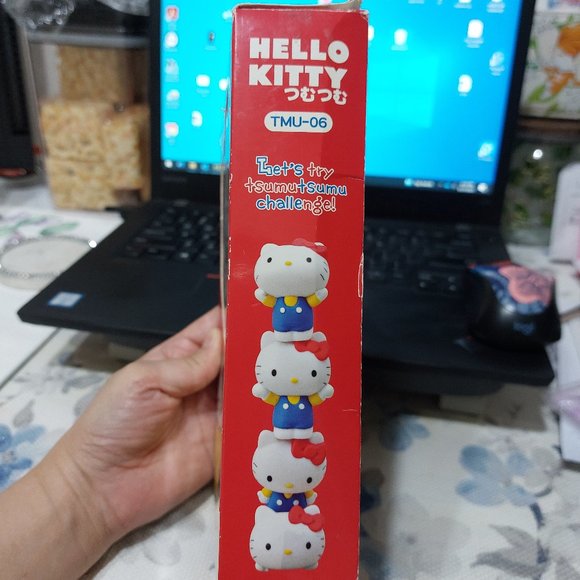 HELLO
KITTY
つむつむ
TMU-06
Let's try
tsumutsumu
challenge!